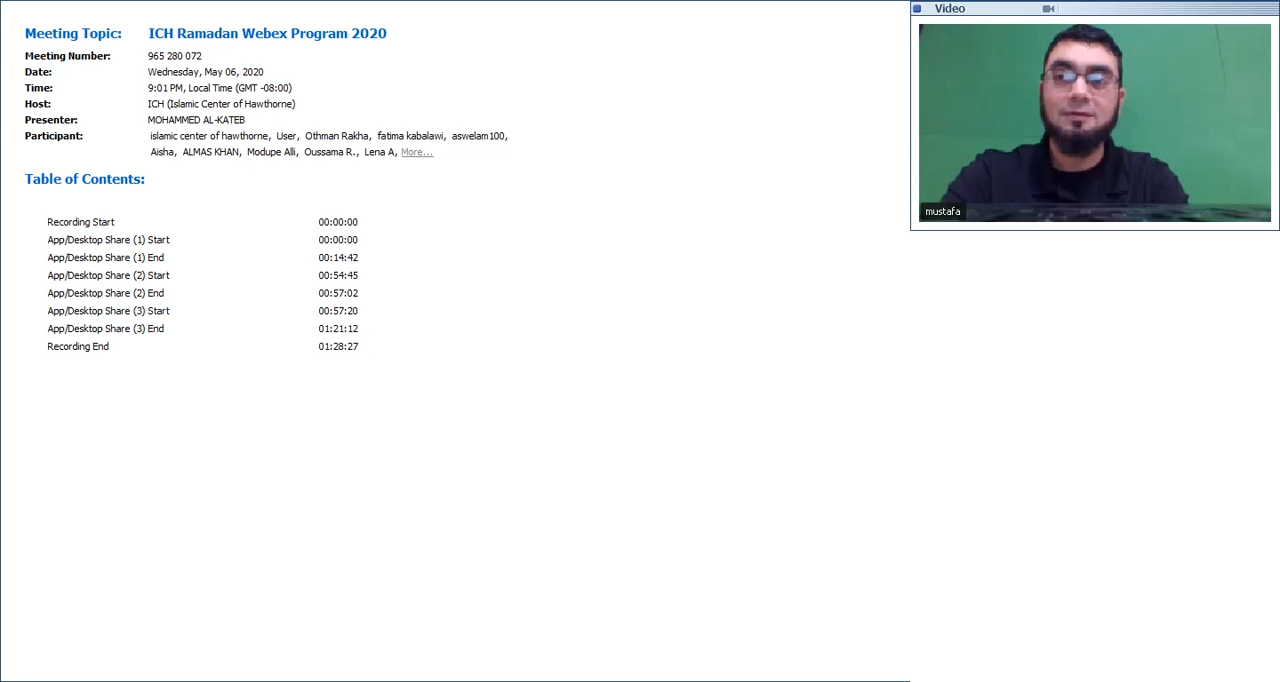 Meeting Topic: ICH Ramadan Webex Program 2020
Meeting Number: 965 280 072
Date: Wednesday, May 06, 2020
Time: 9:01 PM, Local Time (GMT -08:00)
Host: ICH (Islamic Center of Hawthorne)
Presenter: MOHAMMED AL-KATEB
Participant: islamic center of hawthorne, User, Othman Rakha, fatima kabalawi, aswelam100,
Aisha, ALMAS KHAN, Modupe Alli, Oussama R., Lena A, More...
Table of Contents:
Recording Start 00:00:00
App/Desktop Share (1) Start 00:00:00
App/Desktop Share (1) End 00:14:42
App/Desktop Share (2) Start 00:54:45
App/Desktop Share (2) End 00:57:02
App/Desktop Share (3) Start 00:57:20
App/Desktop Share (3) End 01:21:12
Recording End 01:28:27
Video
mustafa